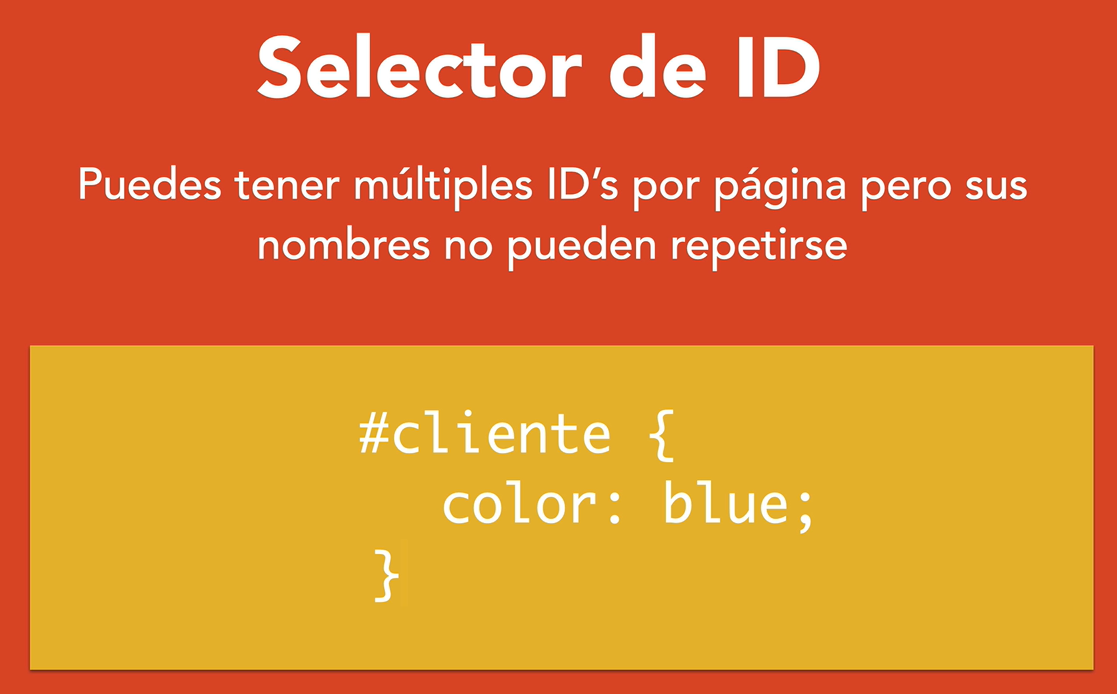 Selector de ID
Puedes tener múltiples ID’s por página pero sus
nombres no pueden repetirse
#cliente {
color: blue;
}